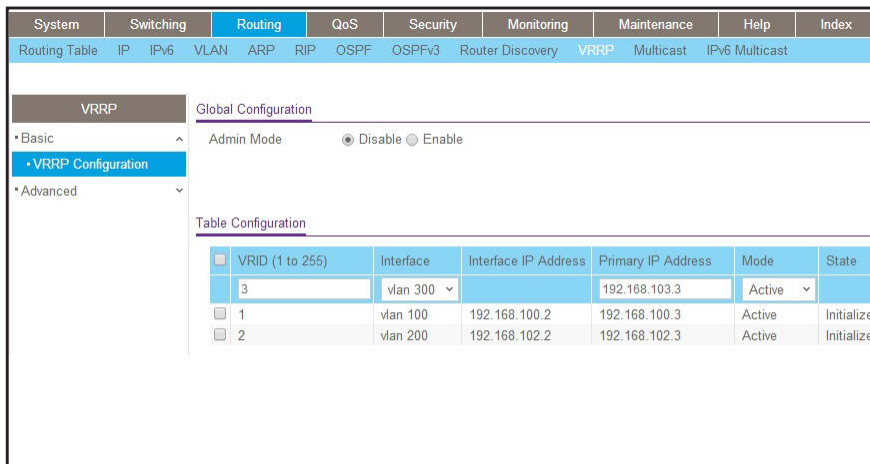 System Switching Routing QoS Security Monitoring Maintenance Help Index
Routing Table IP IPv6 VLAN ARP RIP OSPF OSPFv3 Router Discovery VRRP Multicast IPv6 Multicast
VRRP
Basic
VRRP Configuration
Advanced
Global Configuration
Admin Mode Disable Enable
Table Configuration
VRID (1 to 255) Interface Interface IP Address Primary IP Address Mode State
3 vlan 300 192.168.103.3 Active
1 vlan 100 192.168.100.2 192.168.100.3 Active Initialize
2 vlan 200 192.168.102.2 192.168.102.3 Active Initialize